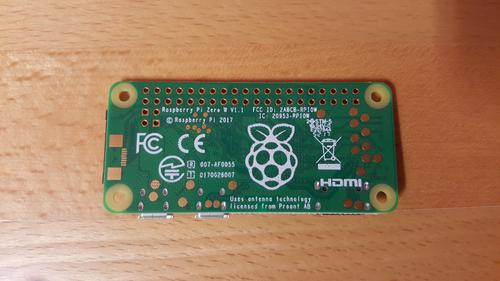 Raspberry Pi Zero W V1.1
FCC ID: 2ABCB-RPI0W
IC: 20953-RPI0W
© Raspberry Pi 2017
FC CE
R 007-AF0055
T D170026007
HDMI
Uses antenna technology
licensed from Proant AB